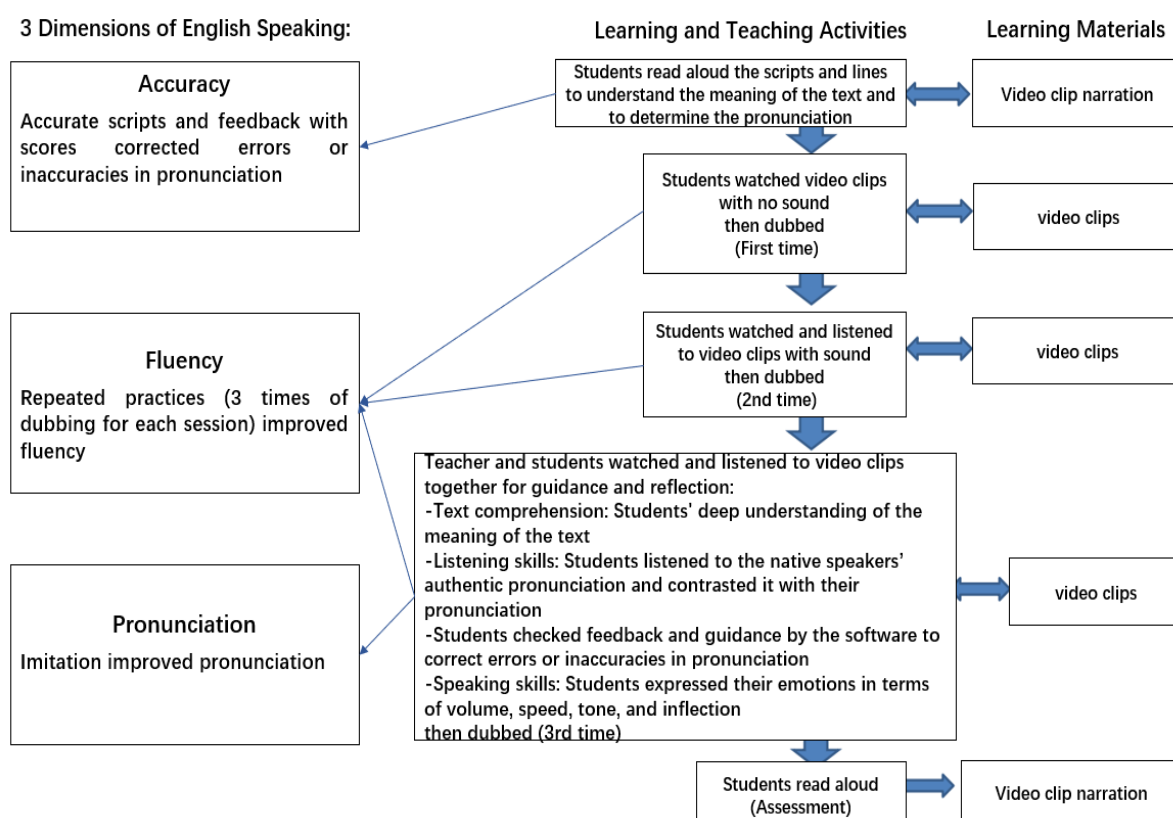 3 Dimensions of English Speaking:
Learning and Teaching Activities
Learning Materials
Accuracy
Accurate scripts and feedback with
scores corrected errors or
inaccuracies in pronunciation
Students read aloud the scripts and lines
to understand the meaning of the text and
to determine the pronunciation
Video clip narration
Students watched video clips
with no sound
then dubbed
(First time)
video clips
Fluency
Repeated practices (3 times of
dubbing for each session) improved
fluency
Students watched and listened
to video clips with sound
then dubbed
(2nd time)
video clips
Pronunciation
Imitation improved pronunciation
Teacher and students watched and listened to video clips
together for guidance and reflection:
-Text comprehension: Students' deep understanding of the
meaning of the text
-Listening skills: Students listened to the native speakers’
authentic pronunciation and contrasted it with their
pronunciation
-Students checked feedback and guidance by the software to
correct errors or inaccuracies in pronunciation
-Speaking skills: Students expressed their emotions in terms
of volume, speed, tone, and inflection
then dubbed (3rd time)
video clips
Students read aloud
(Assessment)
Video clip narration